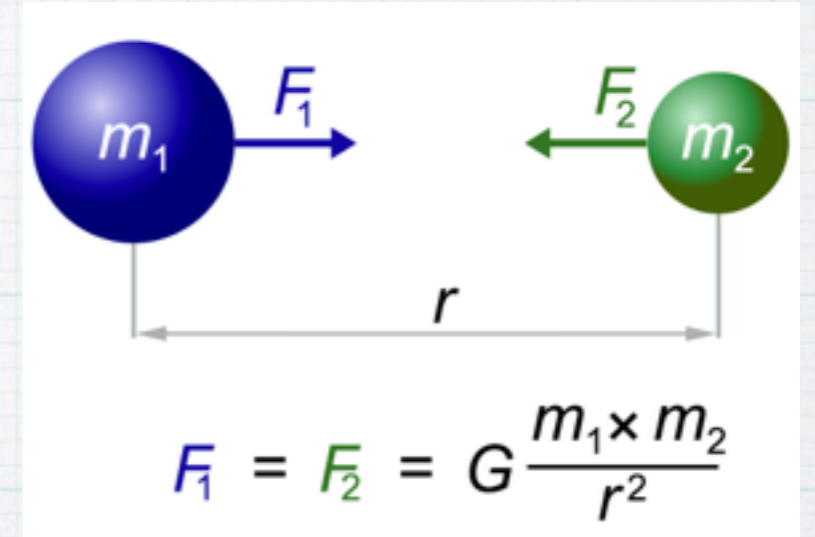 F₁ F₂
m₁ m₂
r
F₁ = F₂ = G m₁ × m₂ / r²